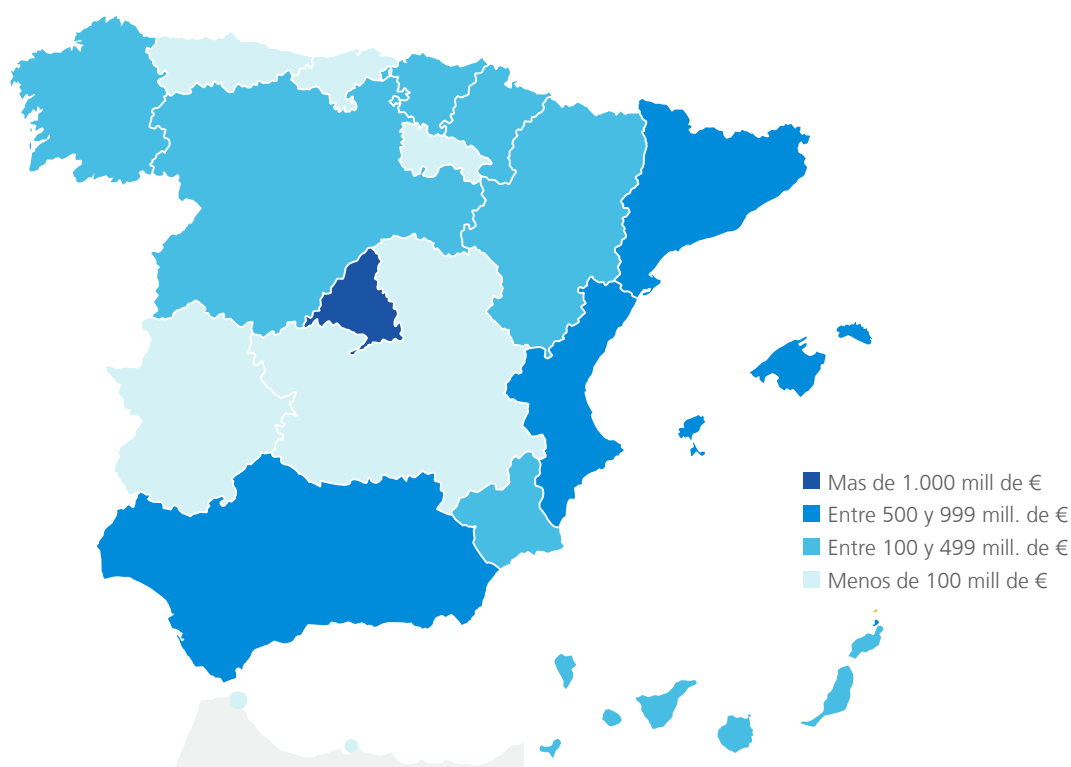 Mas de 1.000 mill de €
Entre 500 y 999 mill. de €
Entre 100 y 499 mill. de €
Menos de 100 mill de €